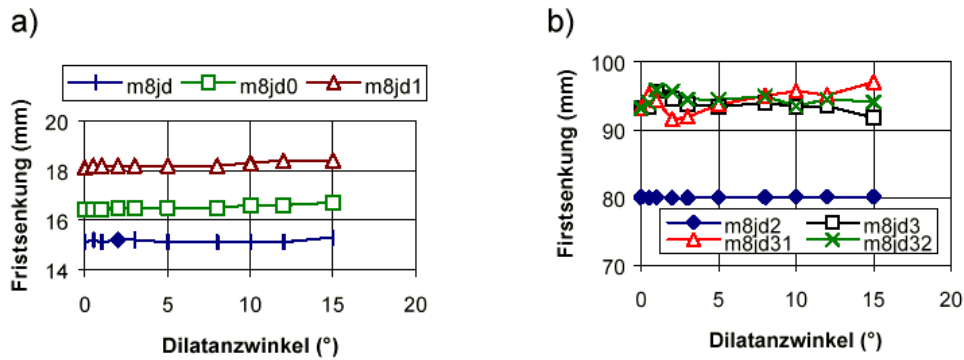 a)
m8jd m8jd0 m8jd1
Fristsenkung (mm)
20
18
16
14
0 5 10 15 20
Dilatanzwinkel (°)
b)
Firstsenkung (mm)
100
90
80
70
m8jd2 m8jd3
m8jd31 m8jd32
0 5 10 15 20
Dilatanzwinkel (°)